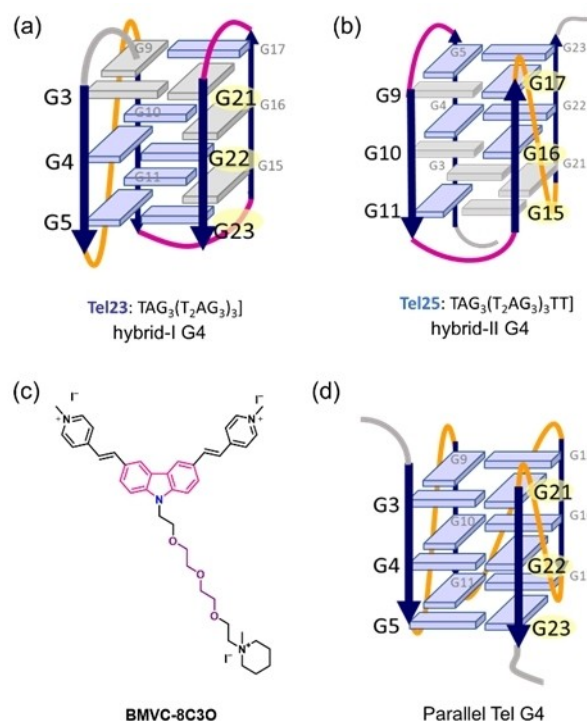 (a)
G9
G17
G3
G21
G16
G10
G4
G22
G15
G11
G5
G23
Tel23: TAG3(T2AG3)3]
hybrid-I G4
(b)
G5
G23
G9
G17
G4
G22
G10
G16
G3
G21
G11
G15
Tel25: TAG3(T2AG3)3TT]
hybrid-II G4
(c)
I⁻
I⁻
N
+
N
+
N
O
O
O
I⁻
N+
BMVC-8C3O
(d)
G9
G3
G21
G10
G4
G22
G11
G5
G23
Parallel Tel G4